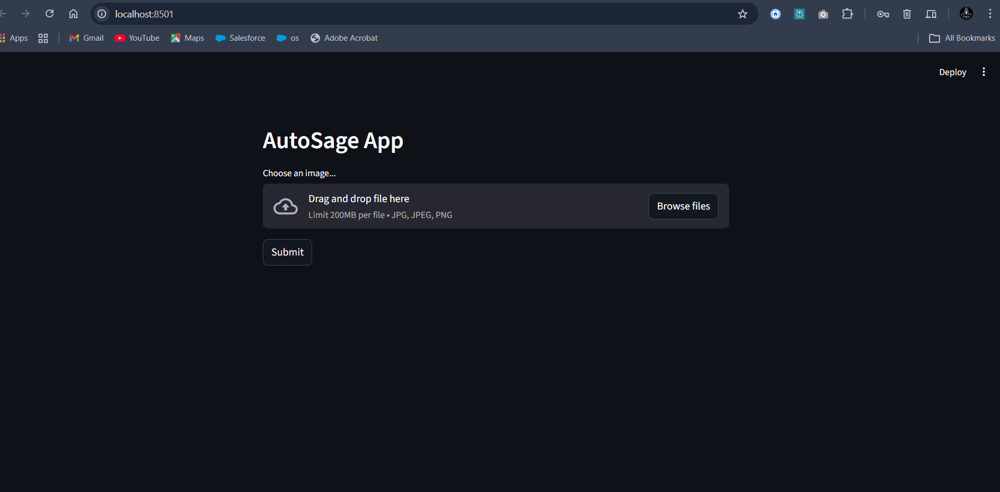 localhost:8501
Apps Gmail YouTube Maps Salesforce os Adobe Acrobat All Bookmarks
Deploy
AutoSage App
Choose an image...
Drag and drop file here
Limit 200MB per file • JPG, JPEG, PNG
Browse files
Submit